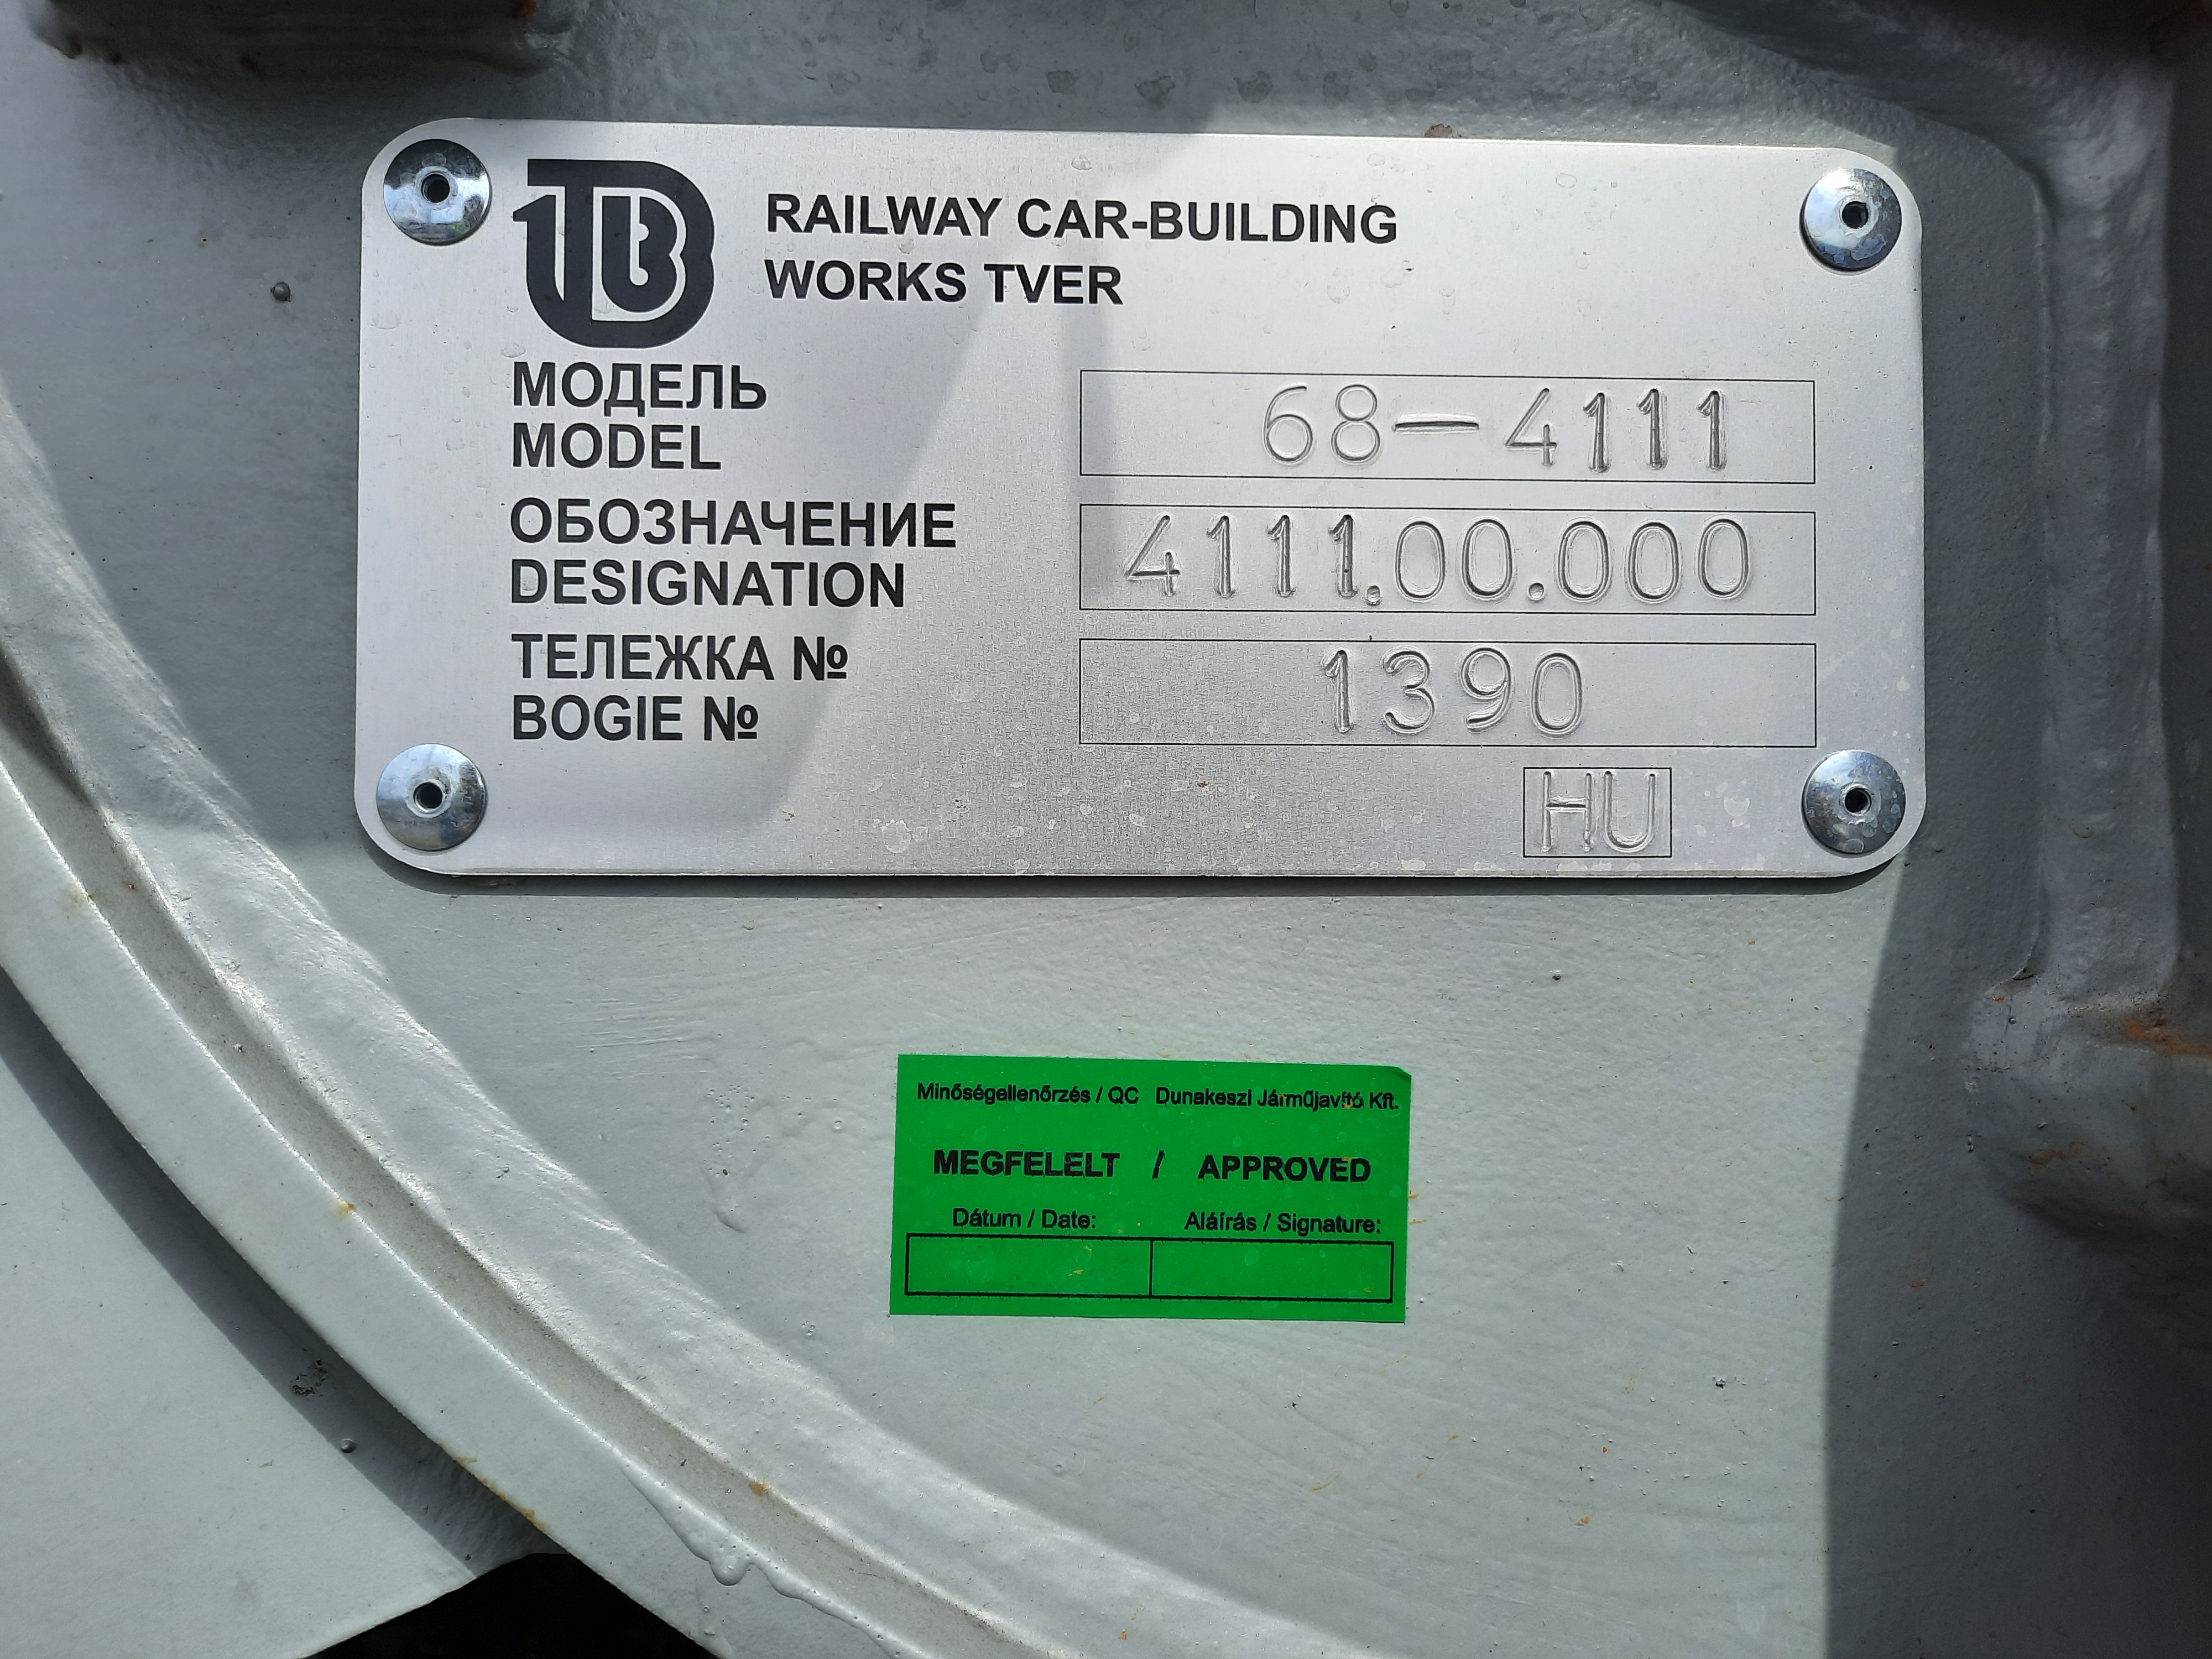 ТВ
RAILWAY CAR-BUILDING
WORKS TVER
МОДЕЛЬ
MODEL
68-4111
ОБОЗНАЧЕНИЕ
DESIGNATION
4111.00.000
ТЕЛЕЖКА №
BOGIE №
1390
HU
Minőségellenőrzés / QC Dunakeszi Járműjavító Kft.
MEGFELELT / APPROVED
Dátum / Date: Aláírás / Signature: